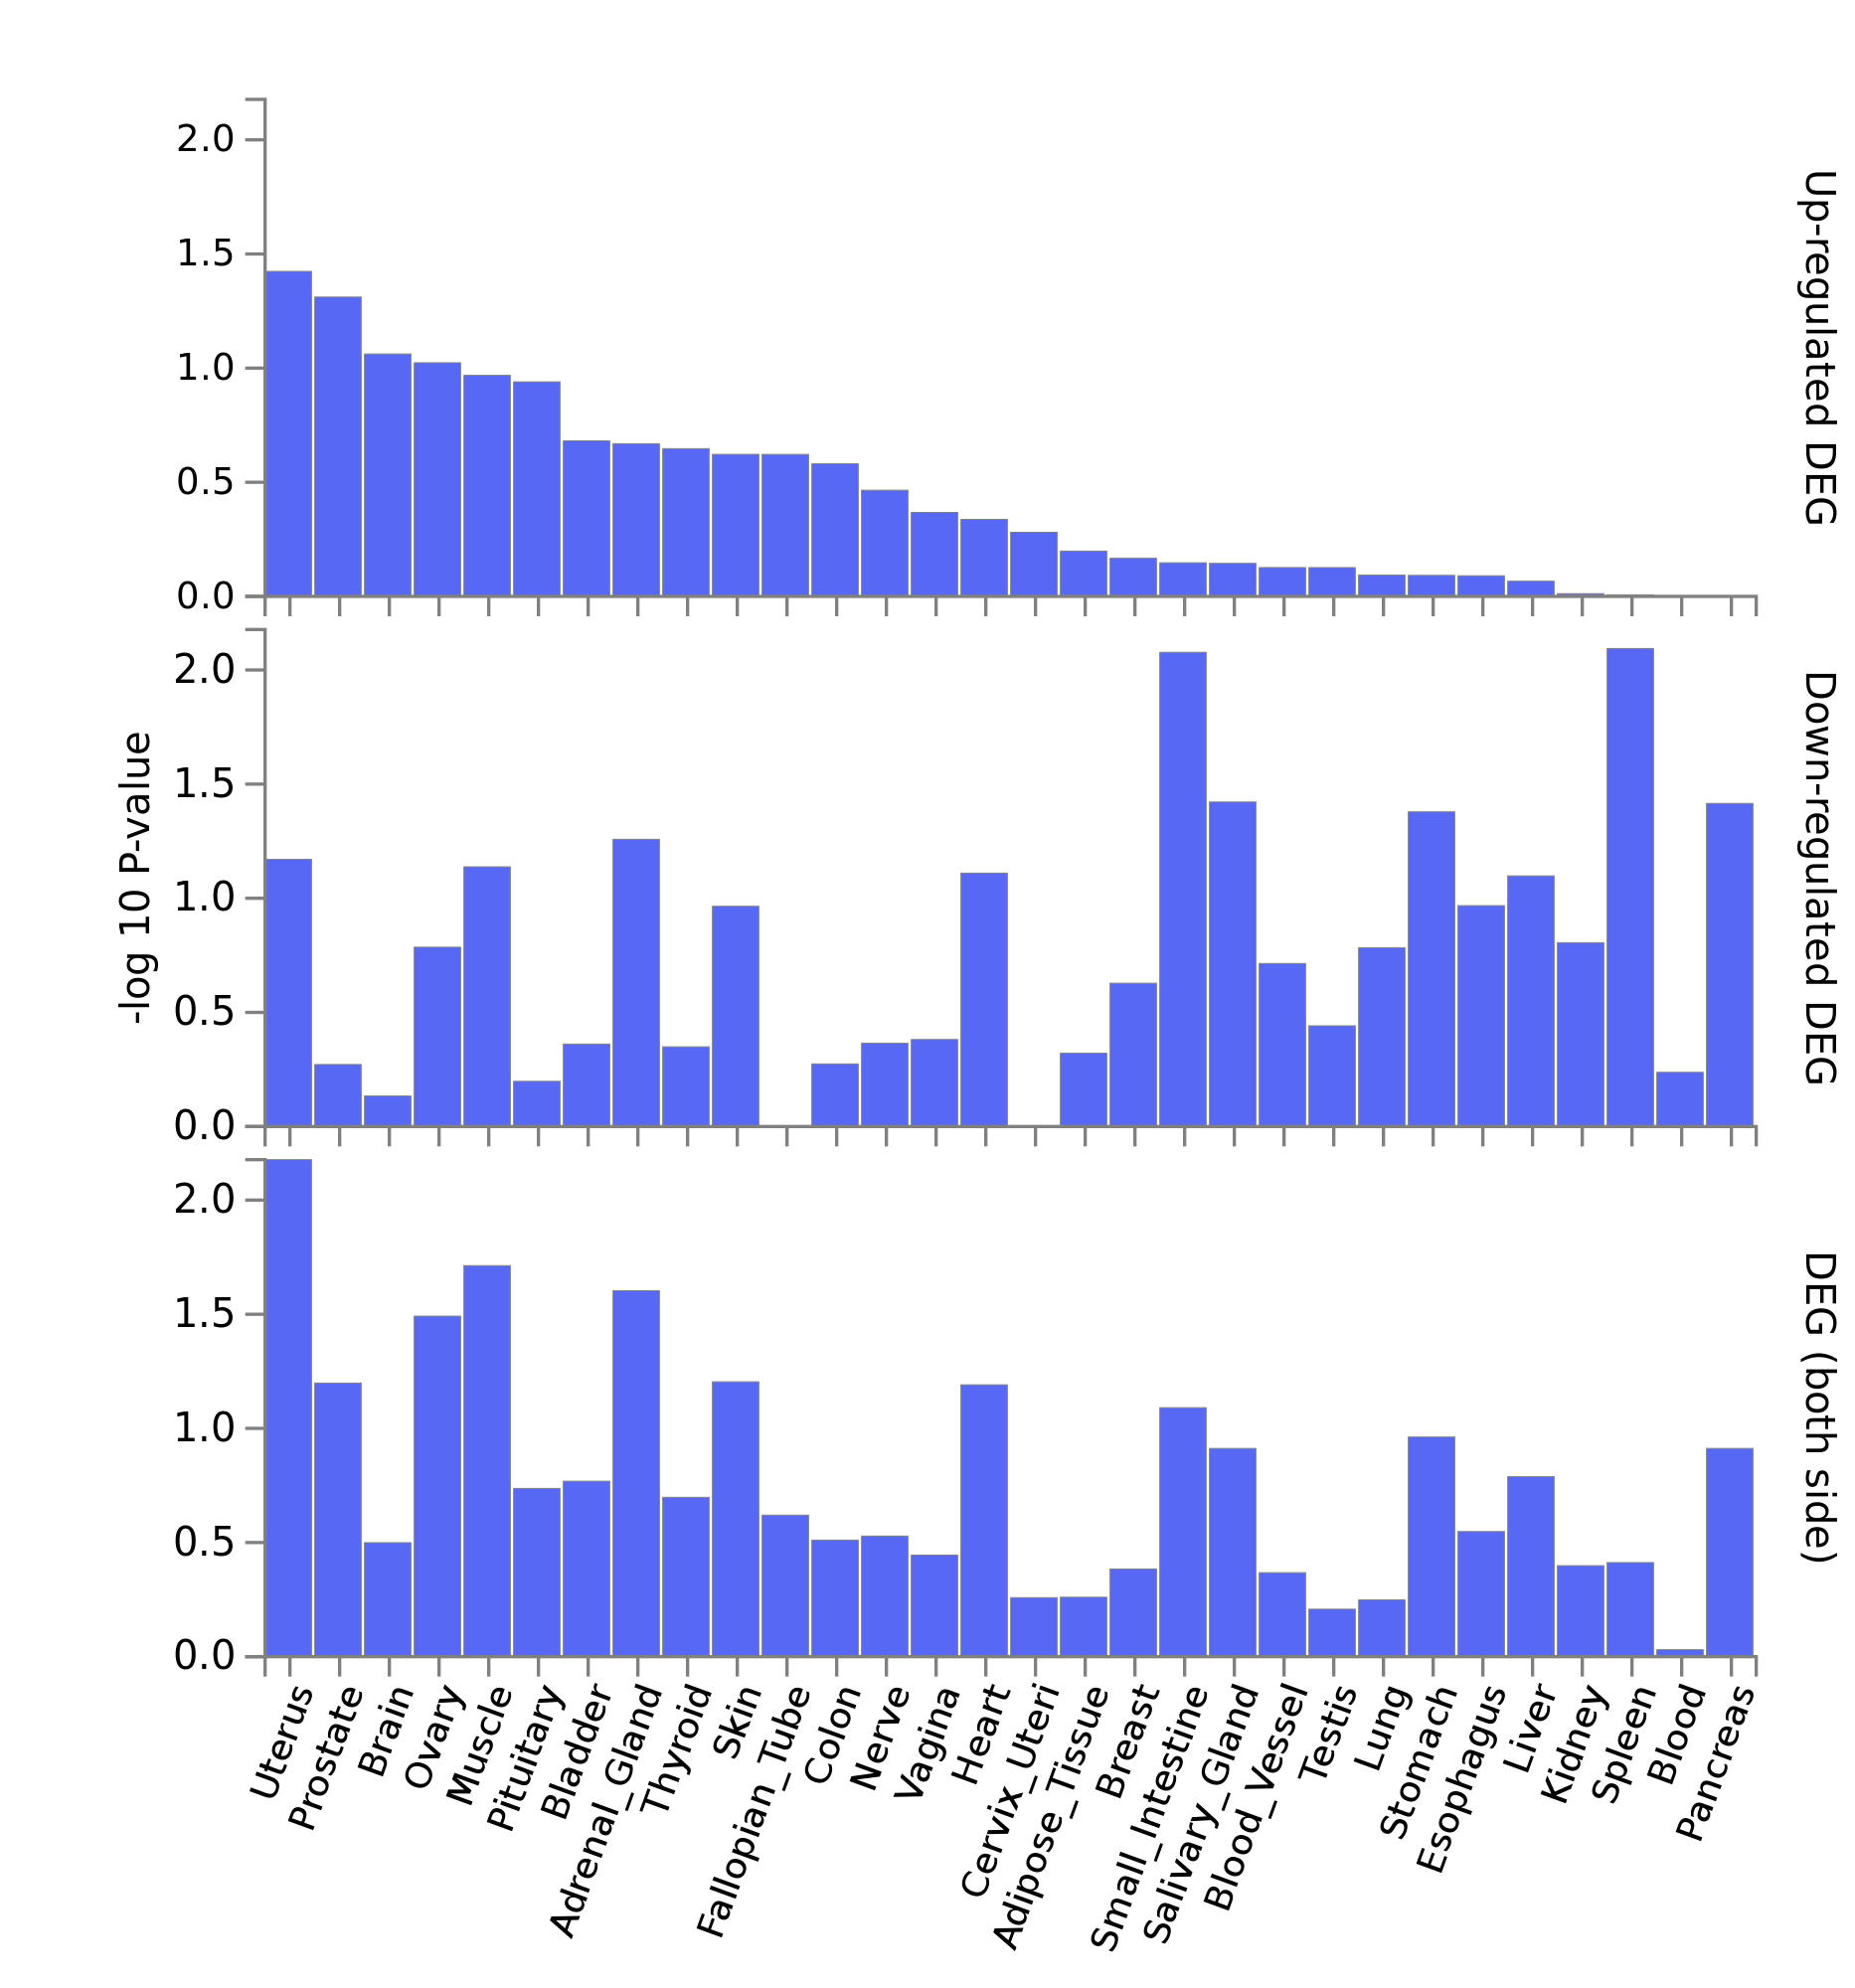 2.0
1.5
1.0
0.5
0.0
Up-regulated DEG
2.0
1.5
1.0
0.5
0.0
Down-regulated DEG
-log 10 P-value
2.0
1.5
1.0
0.5
0.0
DEG (both side)
Uterus
Prostate
Brain
Ovary
Muscle
Pituitary
Bladder
Adrenal_Gland
Thyroid
Skin
Fallopian_Tube
Colon
Nerve
Vagina
Heart
Cervix_Uteri
Adipose_Tissue
Breast
Small_Intestine
Salivary_Gland
Blood_Vessel
Testis
Lung
Stomach
Esophagus
Liver
Kidney
Spleen
Blood
Pancreas